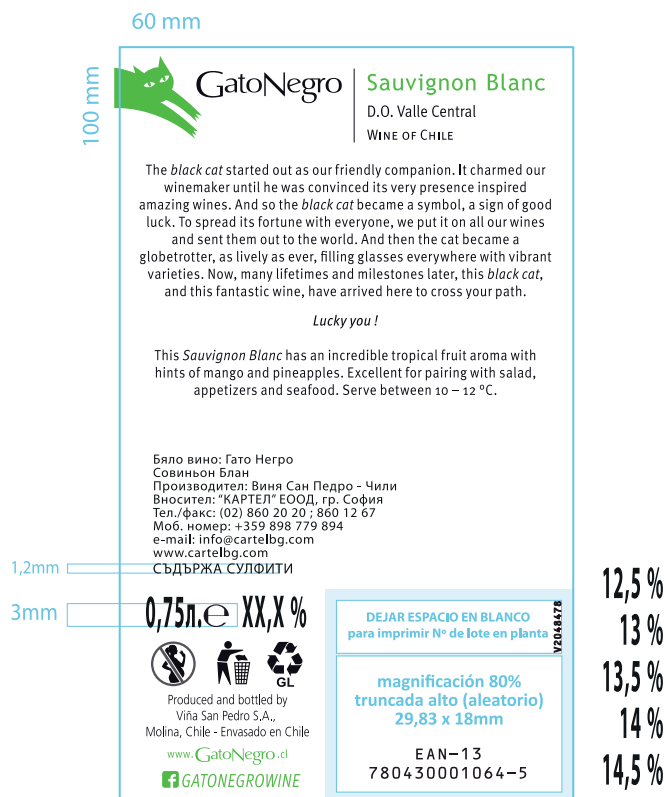 60 mm
100 mm
GatoNegro
Sauvignon Blanc
D.O. Valle Central
WINE OF CHILE
The black cat started out as our friendly companion. It charmed our
winemaker until he was convinced its very presence inspired
amazing wines. And so the black cat became a symbol, a sign of good
luck. To spread its fortune with everyone, we put it on all our wines
and sent them out to the world. And then the cat became a
globetrotter, as lively as ever, filling glasses everywhere with vibrant
varieties. Now, many lifetimes and milestones later, this black cat,
and this fantastic wine, have arrived here to cross your path.
Lucky you !
This Sauvignon Blanc has an incredible tropical fruit aroma with
hints of mango and pineapples. Excellent for pairing with salad,
appetizers and seafood. Serve between 10 – 12 ºC.
Бяло вино: Гато Негро
Совиньон Блан
Производител: Виня Сан Педро - Чили
Вносител: "КАРТЕЛ" ЕООД, гр. София
Тел./факс: (02) 860 20 20 ; 860 12 67
Моб. номер: +359 898 779 894
e-mail: info@cartelbg.com
www.cartelbg.com
1,2mm
СЪДЪРЖА СУЛФИТИ
3mm
0,75л.℮ XX,X %
GL
Produced and bottled by
Viña San Pedro S.A.,
Molina, Chile - Envasado en Chile
www.GatoNegro.cl
GATONEGROWINE
DEJAR ESPACIO EN BLANCO
para imprimir Nº de lote en planta
V2048478
magnificación 80%
truncada alto (aleatorio)
29,83 x 18mm
EAN-13
780430001064-5
12,5 %
13 %
13,5 %
14 %
14,5 %